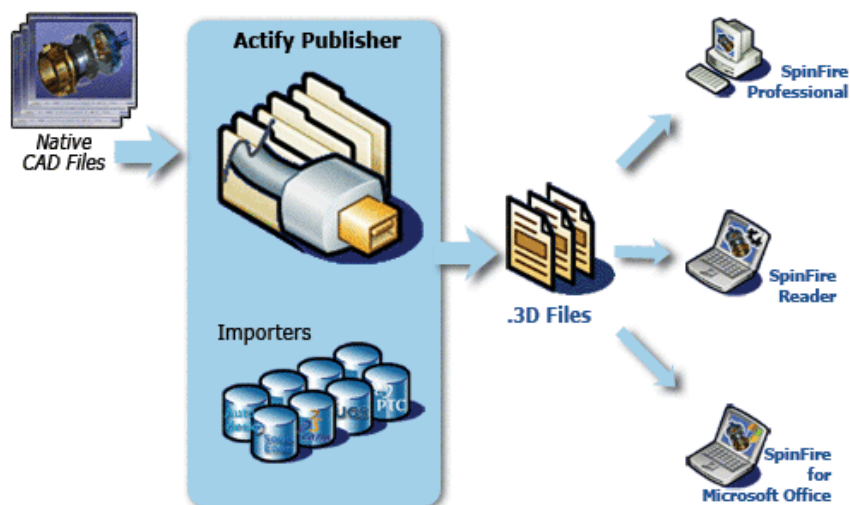 Actify Publisher
Native
CAD Files
SpinFire
Professional
SpinFire
Reader
.3D Files
Importers
PTC
SpinFire
for
Microsoft Office